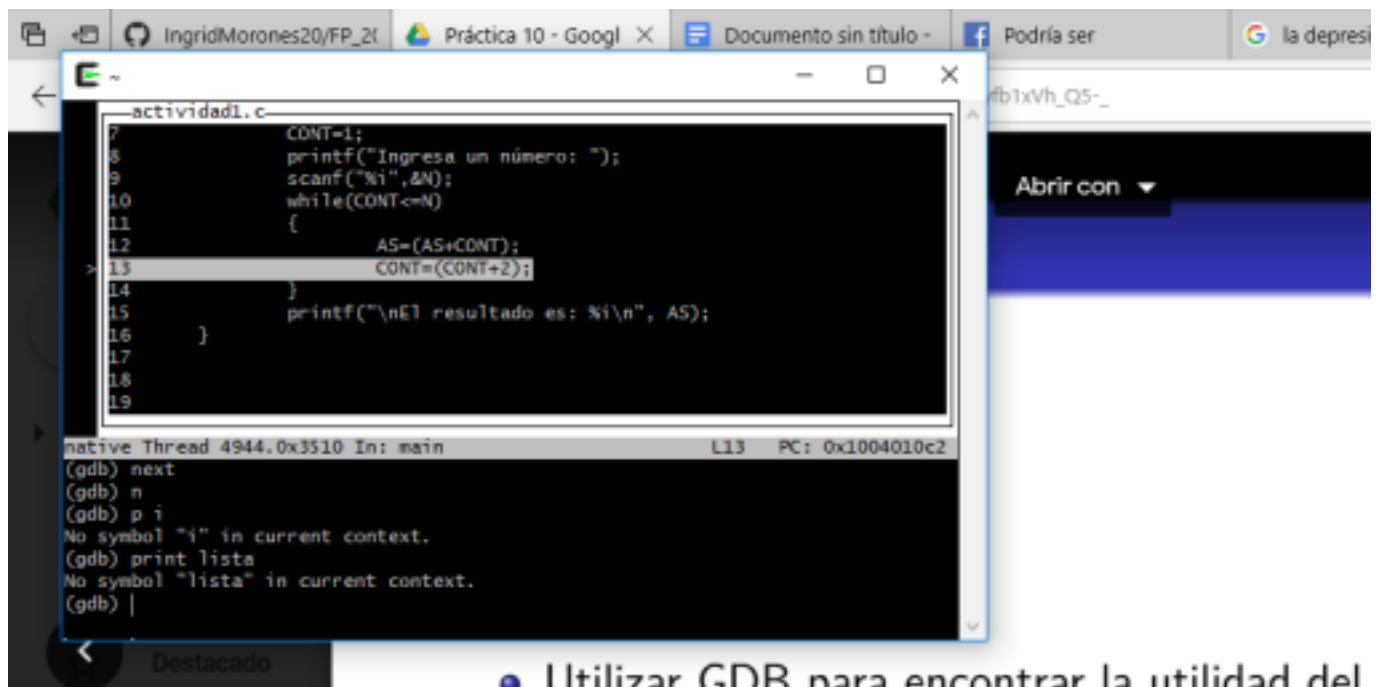 IngridMorones20/FP_2(
Práctica 10 - Googl
Documento sin título -
Podría ser
la depresi
~
fb1xVh_Q5-_
Abrir con
actividad1.c
7 CONT=1;
8 printf("Ingresa un número: ");
9 scanf("%i",&N);
10 while(CONT<=N)
11 {
12 AS=(AS+CONT);
> 13 CONT=(CONT+2);
14 }
15 printf("\nEl resultado es: %i\n", AS);
16 }
17
18
19
native Thread 4944.0x3510 In: main L13 PC: 0x1004010c2
(gdb) next
(gdb) n
(gdb) p i
No symbol "i" in current context.
(gdb) print lista
No symbol "lista" in current context.
(gdb)
Destacado
Utilizar GDB para encontrar la utilidad del